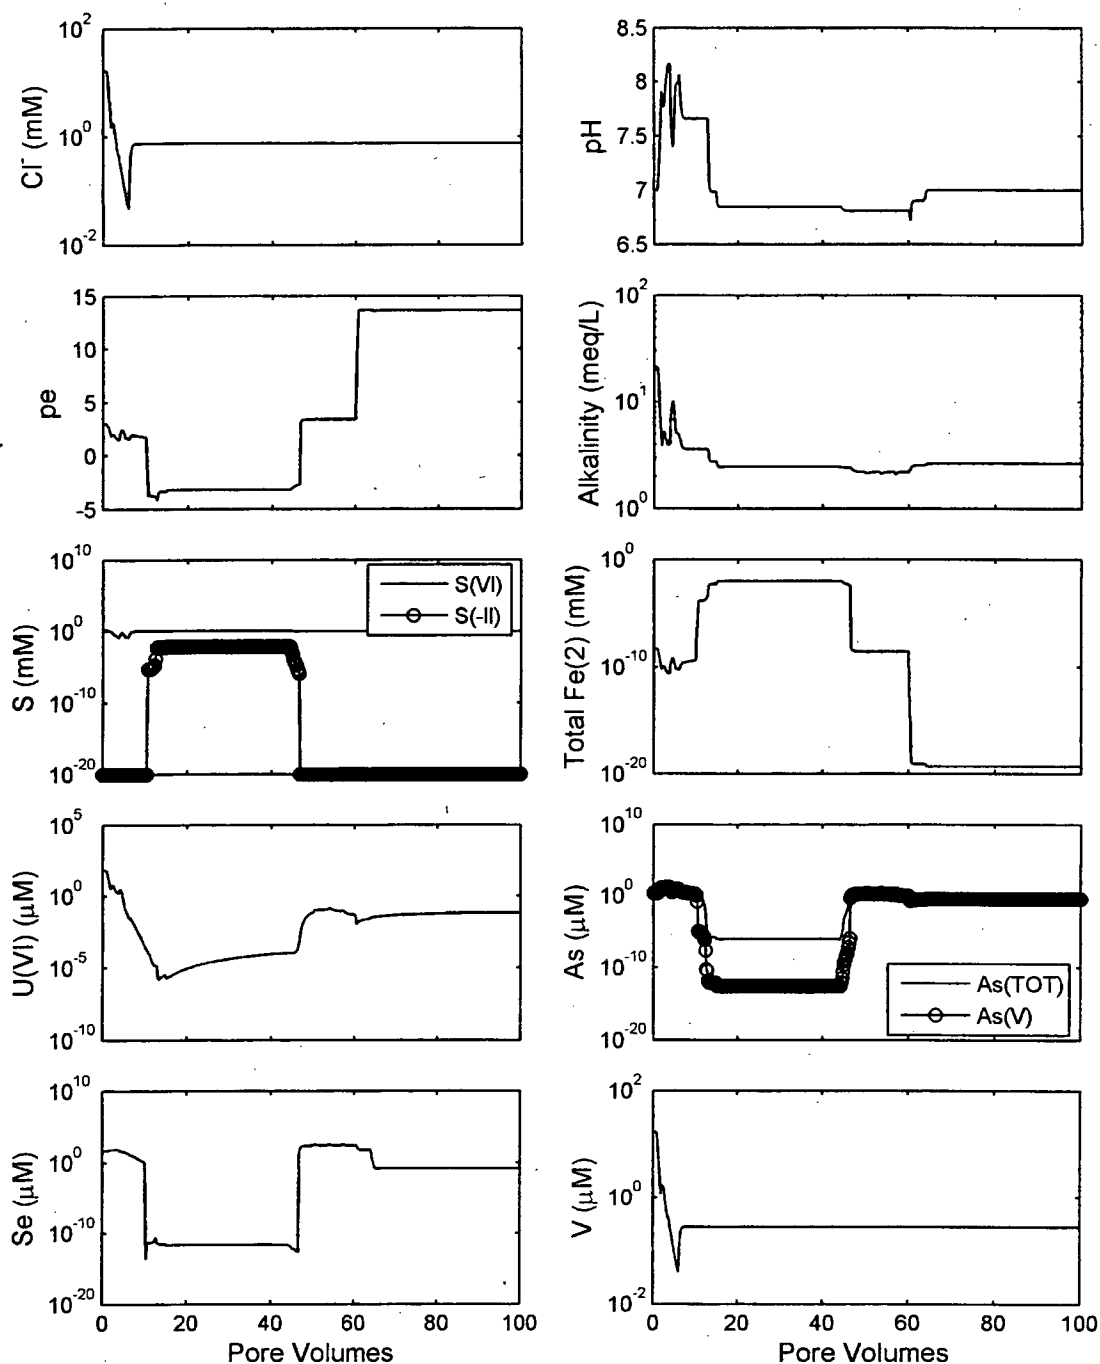 10^2
10^0
10^-2
Cl^- (mM)
8.5
8
7.5
7
6.5
pH
15
10
5
0
-5
pe
10^2
10^1
10^0
Alkalinity (meq/L)
10^10
10^0
10^-10
10^-20
S (mM)
S(VI)
S(-II)
10^0
10^-10
10^-20
Total Fe(2) (mM)
10^5
10^0
10^-5
10^-10
U(VI) (μM)
10^10
10^0
10^-10
10^-20
As (μM)
As(TOT)
As(V)
10^10
10^0
10^-10
10^-20
Se (μM)
0 20 40 60 80 100
Pore Volumes
10^2
10^0
10^-2
V (μM)
0 20 40 60 80 100
Pore Volumes